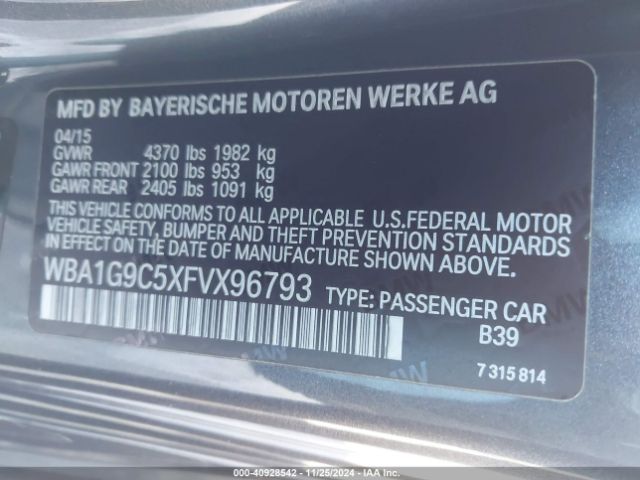 MFD BY BAYERISCHE MOTOREN WERKE AG
04/15
GVWR 4370 lbs 1982 kg
GAWR FRONT 2100 lbs 953 kg
GAWR REAR 2405 lbs 1091 kg
THIS VEHICLE CONFORMS TO ALL APPLICABLE U.S.FEDERAL MOTOR
VEHICLE SAFETY, BUMPER AND THEFT PREVENTION STANDARDS
IN EFFECT ON THE DATE OF MANUFACTURE SHOWN ABOVE.
WBA1G9C5XFVX96793 TYPE: PASSENGER CAR
B39
7 315 814
000-40928542 - 11/25/2024 - IAA Inc.